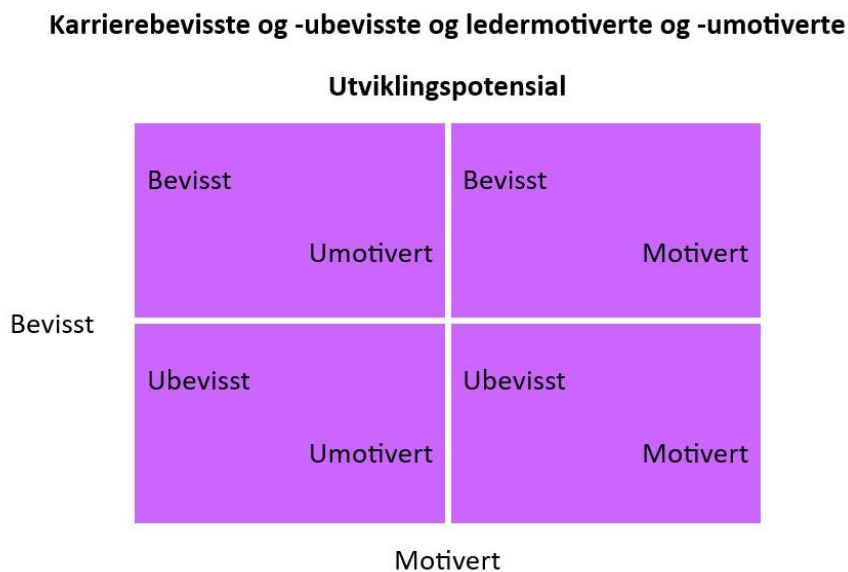 Karrierebevisste og -ubevisste og ledermotiverte og -umotiverte
Utviklingspotensial
Bevisst
Umotivert
Bevisst
Motivert
Bevisst
Ubevisst
Umotivert
Ubevisst
Motivert
Motivert